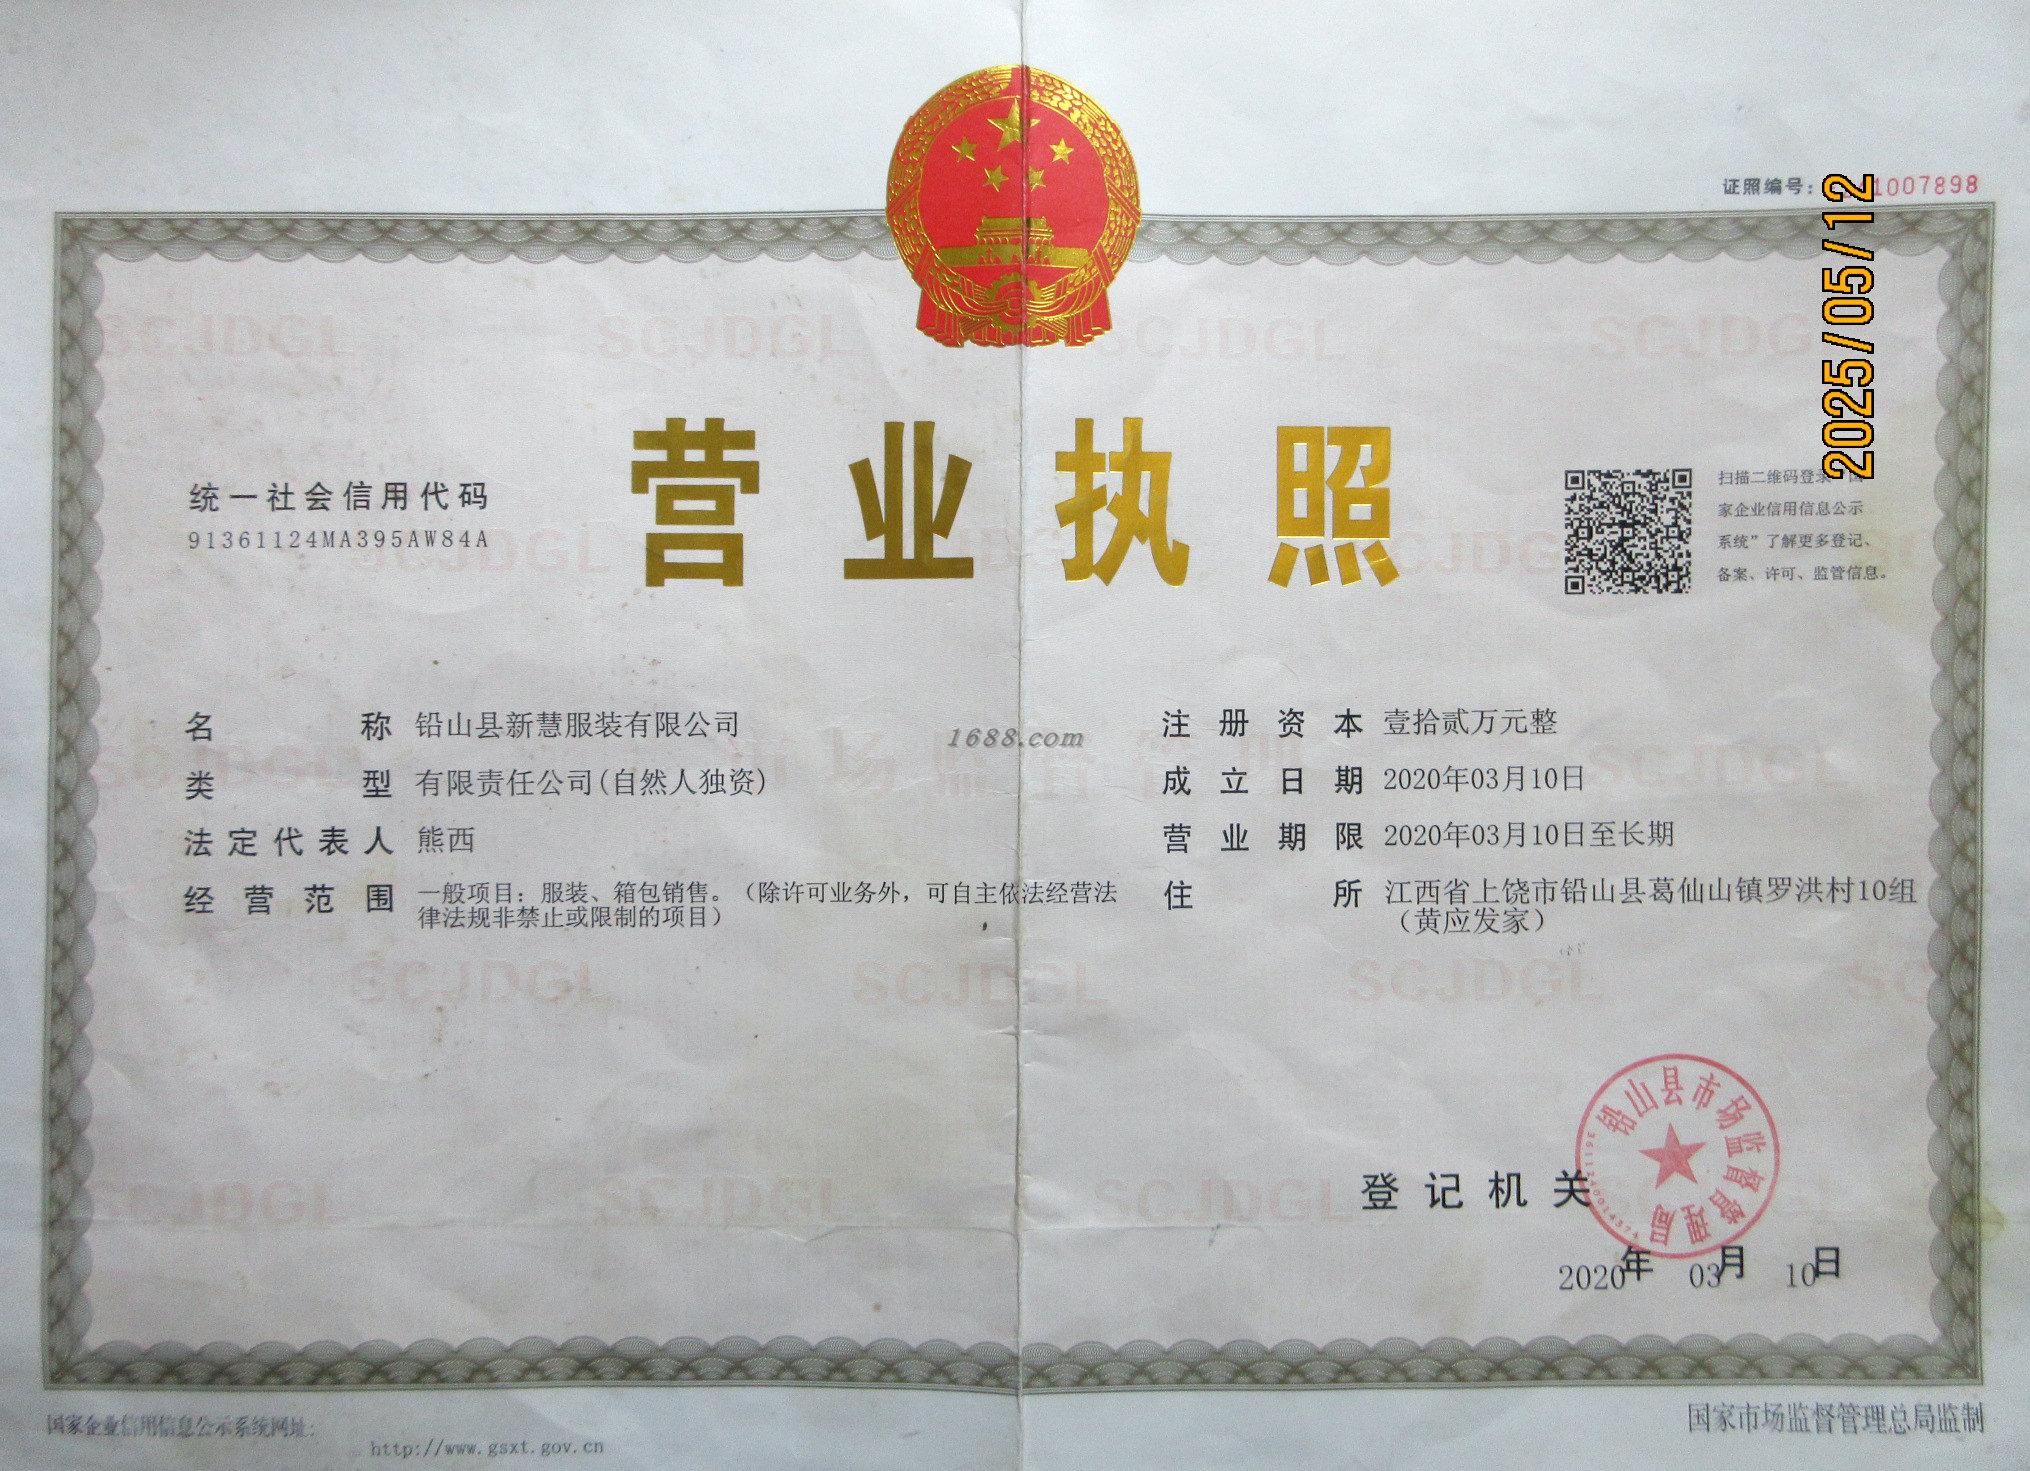 证照编号：1007898
2025/05/12
营业执照
统一社会信用代码
91361124MA395AW84A
扫描二维码登录
家企业信用信息公示
系统”了解更多登记、
备案、许可、监管信息。
名称 铅山县新慧服装有限公司
类型 有限责任公司(自然人独资)
法定代表人 熊西
经营范围 一般项目：服装、箱包销售。（除许可业务外，可自主依法经营法
律法规非禁止或限制的项目）
1688.com
注册资本 壹拾贰万元整
成立日期 2020年03月10日
营业期限 2020年03月10日至长期
住所 江西省上饶市铅山县葛仙山镇罗洪村10组
（黄应发家）
登记机关
铅山县市场监督管理局
2020年 03月 10日
国家企业信用信息公示系统网址：
http://www.gsxt.gov.cn
国家市场监督管理总局监制